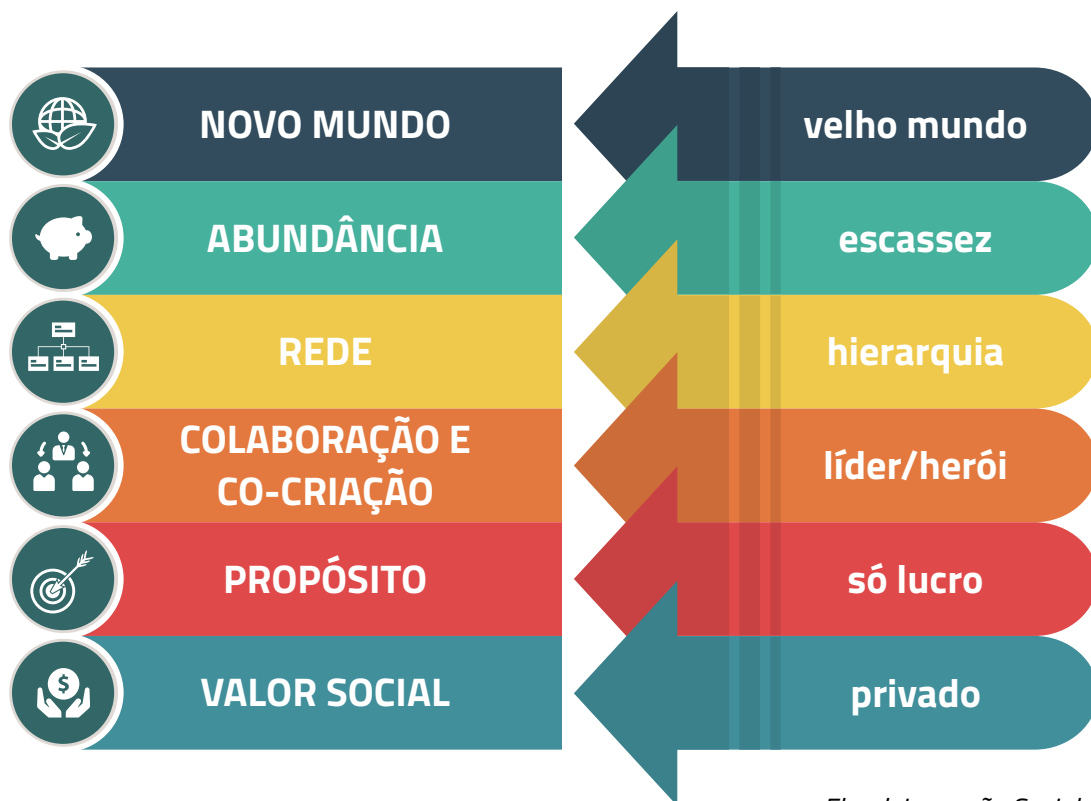 NOVO MUNDO
velho mundo
ABUNDÂNCIA
escassez
REDE
hierarquia
COLABORAÇÃO E
CO-CRIAÇÃO
líder/herói
PROPÓSITO
só lucro
VALOR SOCIAL
privado